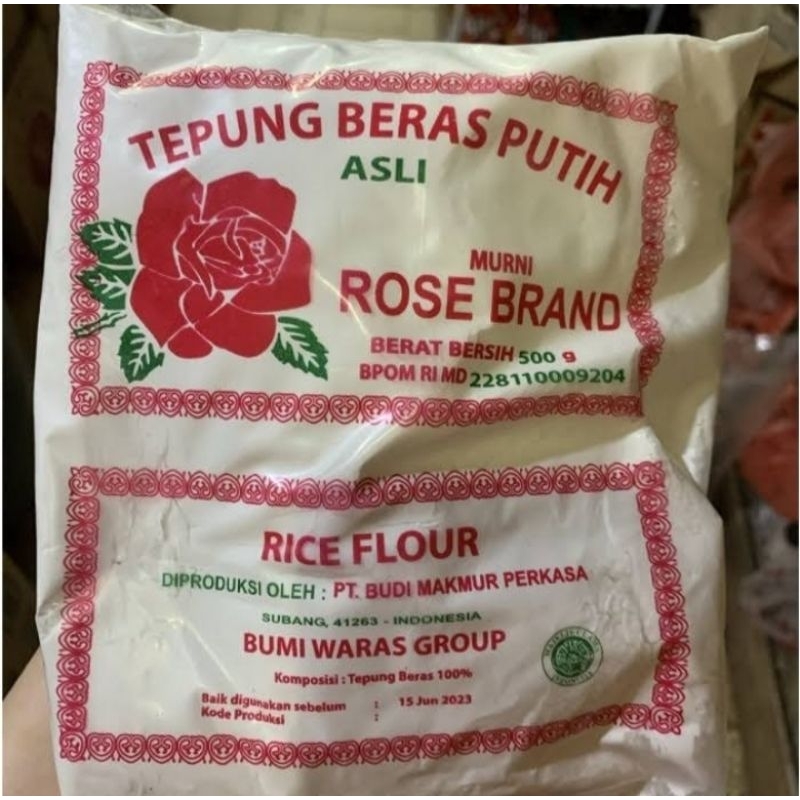 TEPUNG BERAS PUTIH
ASLI
MURNI
ROSE BRAND
BERAT BERSIH 500 g
BPOM RI MD 228110009204
RICE FLOUR
DIPRODUKSI OLEH : PT. BUDI MAKMUR PERKASA
SUBANG, 41263 - INDONESIA
BUMI WARAS GROUP
Komposisi : Tepung Beras 100%
Baik digunakan sebelum : 15 Jun 2023
Kode Produksi :